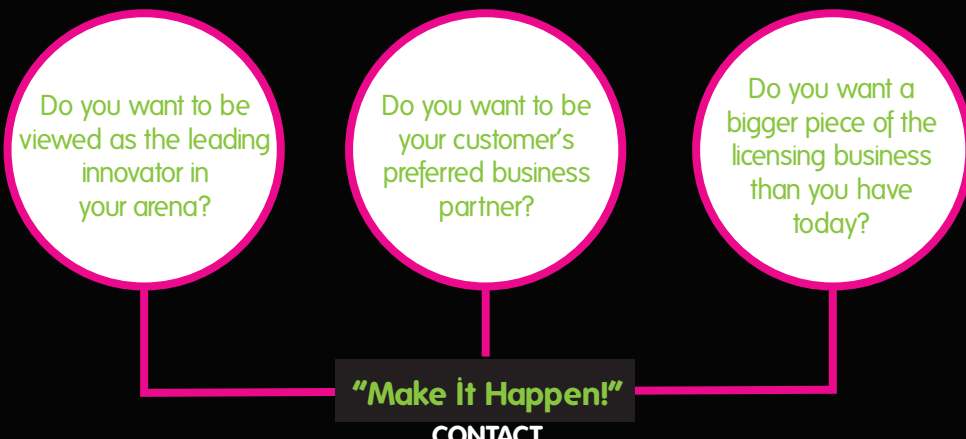 Do you want to be
viewed as the leading
innovator in
your arena?
Do you want to be
your customer's
preferred business
partner?
Do you want a
bigger piece of the
licensing business
than you have
today?
"Make İt Happen!"
CONTACT